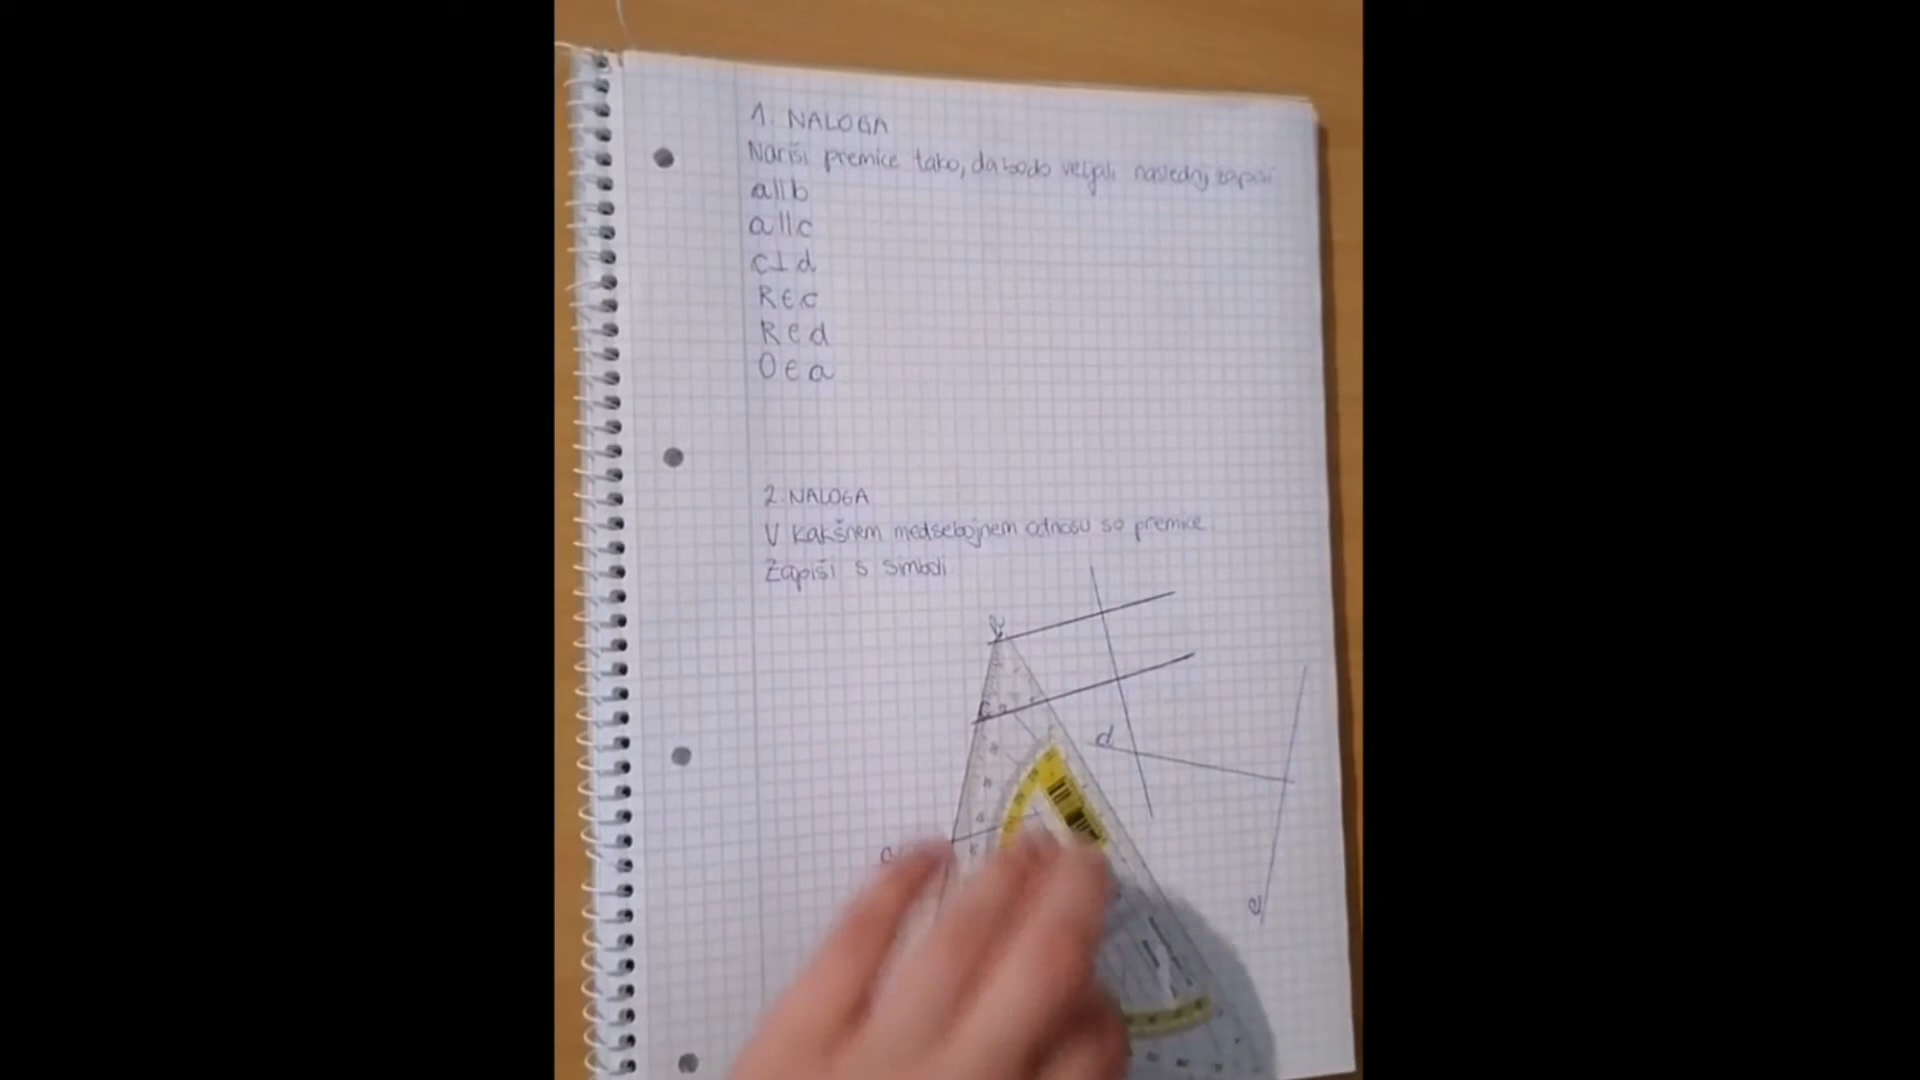 1. NALOGA
Nariši premice tako, da bodo veljali naslednji zapisi
a||b
a||c
c⊥d
R∈c
R∈d
O∈a
2. NALOGA
V kakšnem medsebojnem odnosu so premice
Zapiši s simboli
c
d
e